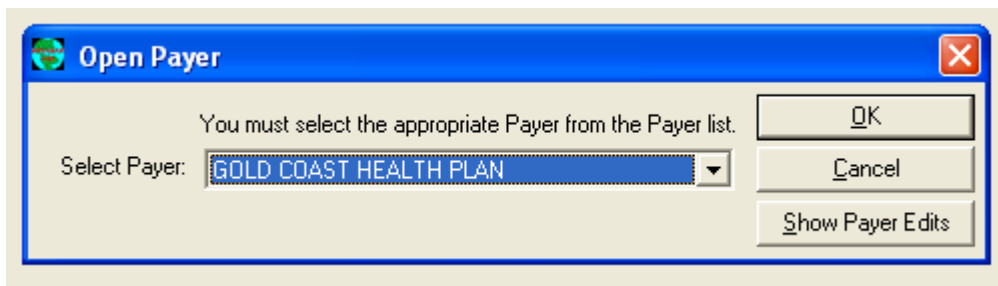 Open Payer
You must select the appropriate Payer from the Payer list.
Select Payer: GOLD COAST HEALTH PLAN
OK
Cancel
Show Payer Edits